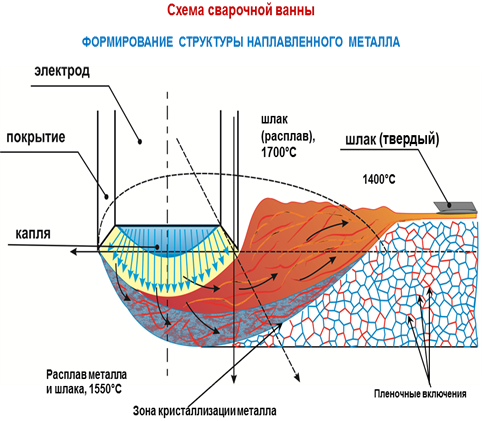 Схема сварочной ванны
ФОРМИРОВАНИЕ СТРУКТУРЫ НАПЛАВЛЕННОГО МЕТАЛЛА
электрод
покрытие
капля
шлак
(расплав),
1700°С
шлак (твердый)
1400°С
Расплав металла
и шлака, 1550°С
Зона кристаллизации металла
Пленочные включения